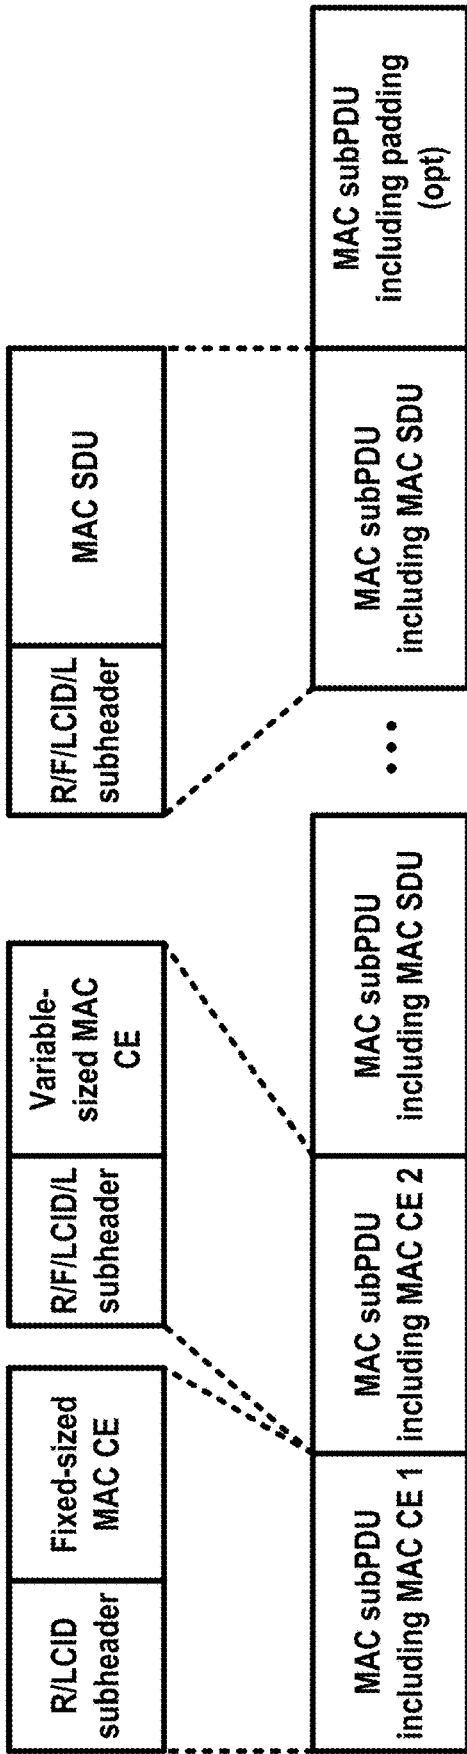 R/LCID
subheader
Fixed-sized
MAC CE
R/F/LCID/L
subheader
Variable-
sized MAC
CE
R/F/LCID/L
subheader
MAC SDU
MAC subPDU
including MAC CE 1
MAC subPDU
including MAC CE 2
MAC subPDU
including MAC SDU
•••
MAC subPDU
including MAC SDU
MAC subPDU
including padding
(opt)